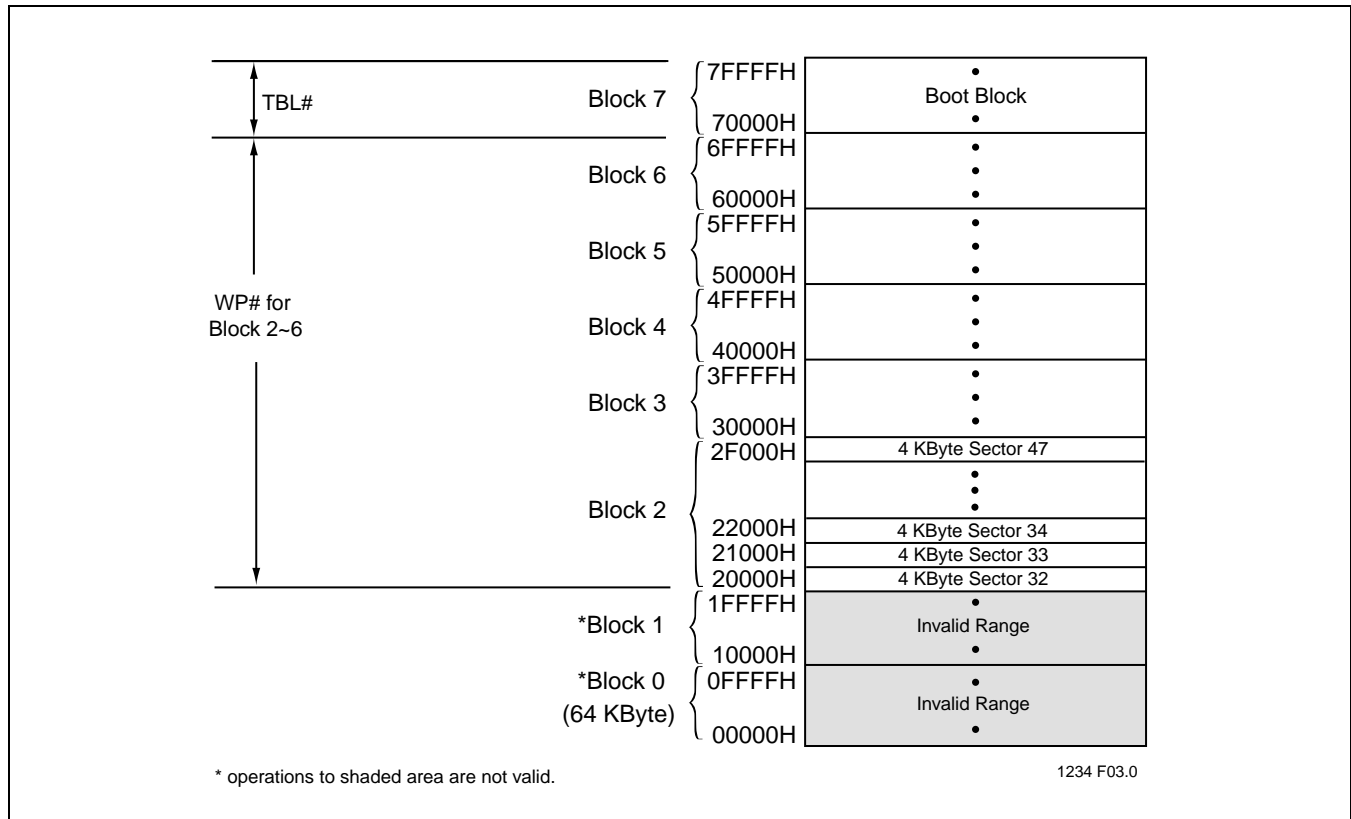 TBL#
Block 7
7FFFFH
Boot Block
70000H
Block 6
6FFFFH
60000H
Block 5
5FFFFH
50000H
WP# for
Block 2~6
Block 4
4FFFFH
40000H
Block 3
3FFFFH
30000H
Block 2
2F000H
4 KByte Sector 47
22000H
4 KByte Sector 34
21000H
4 KByte Sector 33
20000H
4 KByte Sector 32
*Block 1
1FFFFH
Invalid Range
10000H
*Block 0
(64 KByte)
0FFFFH
Invalid Range
00000H
* operations to shaded area are not valid.
1234 F03.0